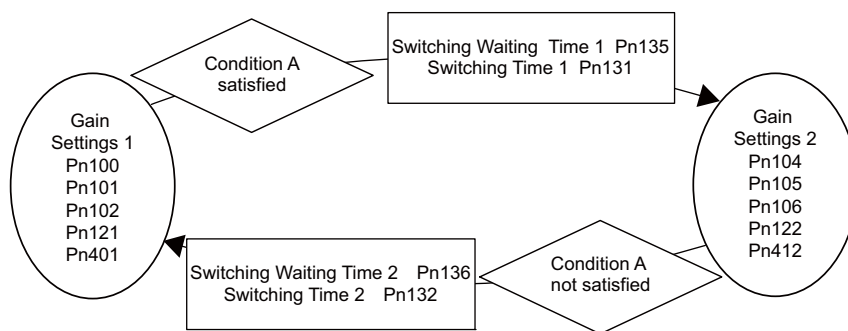 Condition A
satisfied
Switching Waiting Time 1 Pn135
Switching Time 1 Pn131
Gain
Settings 1
Pn100
Pn101
Pn102
Pn121
Pn401
Gain
Settings 2
Pn104
Pn105
Pn106
Pn122
Pn412
Switching Waiting Time 2 Pn136
Switching Time 2 Pn132
Condition A
not satisfied